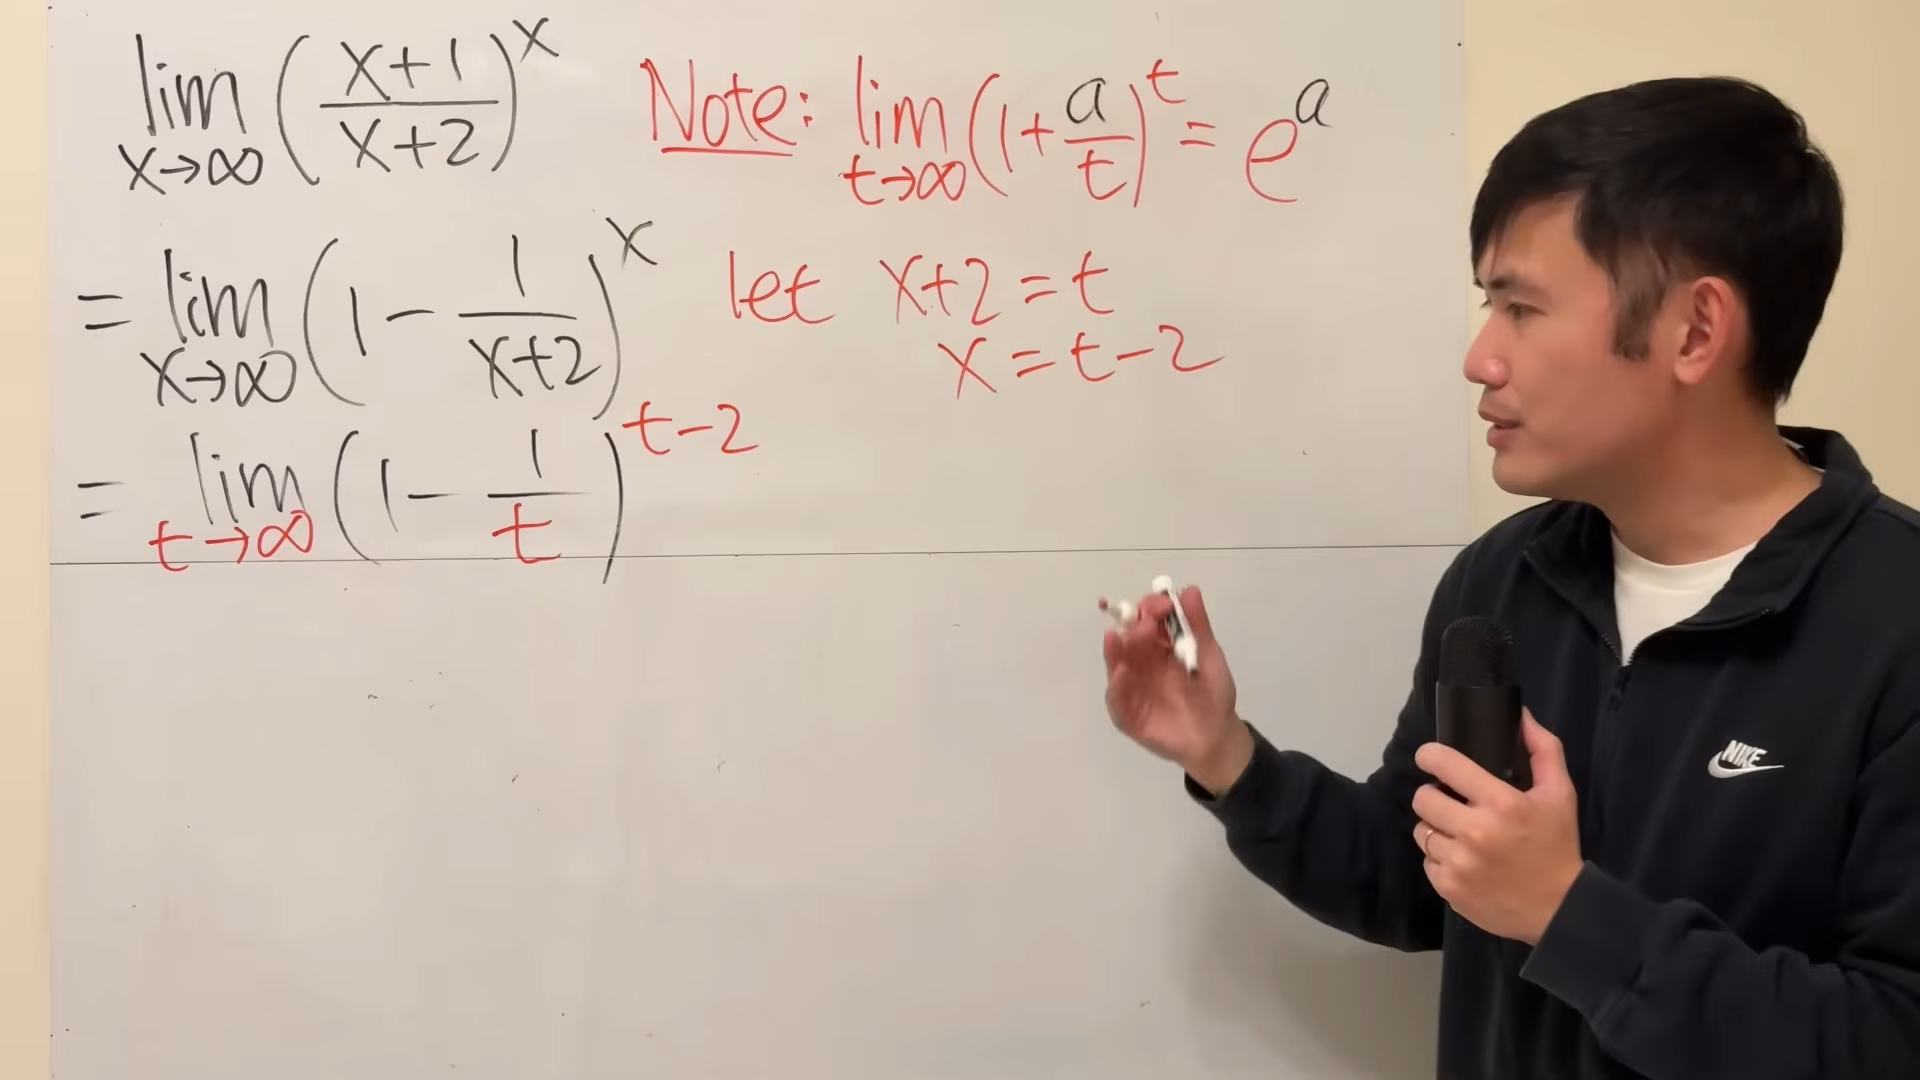 lim x→∞ ((x+1)/(x+2))^x
Note: lim t→∞ (1+a/t)^t = e^a
= lim x→∞ (1 - 1/(x+2))^x
let x+2=t
x=t-2
= lim t→∞ (1 - 1/t)^(t-2)
NIKE